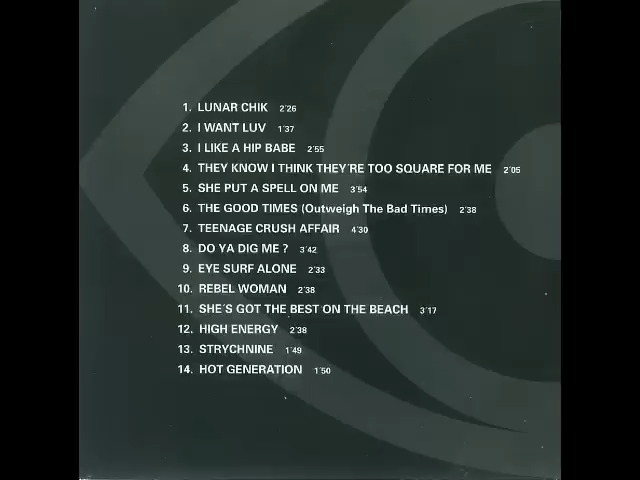 1. LUNAR CHIK 2'26
2. I WANT LUV 1'37
3. I LIKE A HIP BABE 2'55
4. THEY KNOW I THINK THEY'RE TOO SQUARE FOR ME 2'05
5. SHE PUT A SPELL ON ME 3'54
6. THE GOOD TIMES (Outweigh The Bad Times) 2'38
7. TEENAGE CRUSH AFFAIR 4'30
8. DO YA DIG ME ? 3'42
9. EYE SURF ALONE 2'33
10. REBEL WOMAN 2'38
11. SHE'S GOT THE BEST ON THE BEACH 3'17
12. HIGH ENERGY 2'38
13. STRYCHNINE 1'49
14. HOT GENERATION 1'50